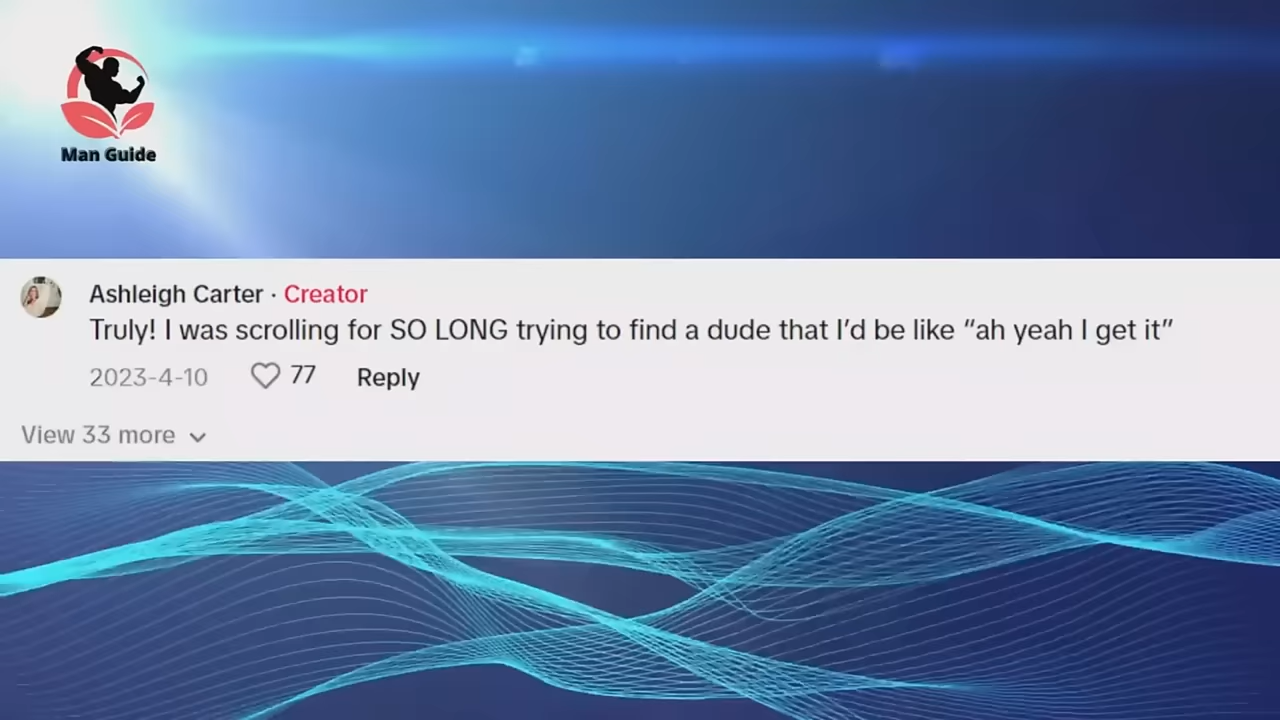 Man Guide
Ashleigh Carter · Creator
Truly! I was scrolling for SO LONG trying to find a dude that I’d be like “ah yeah I get it”
2023-4-10 77 Reply
View 33 more